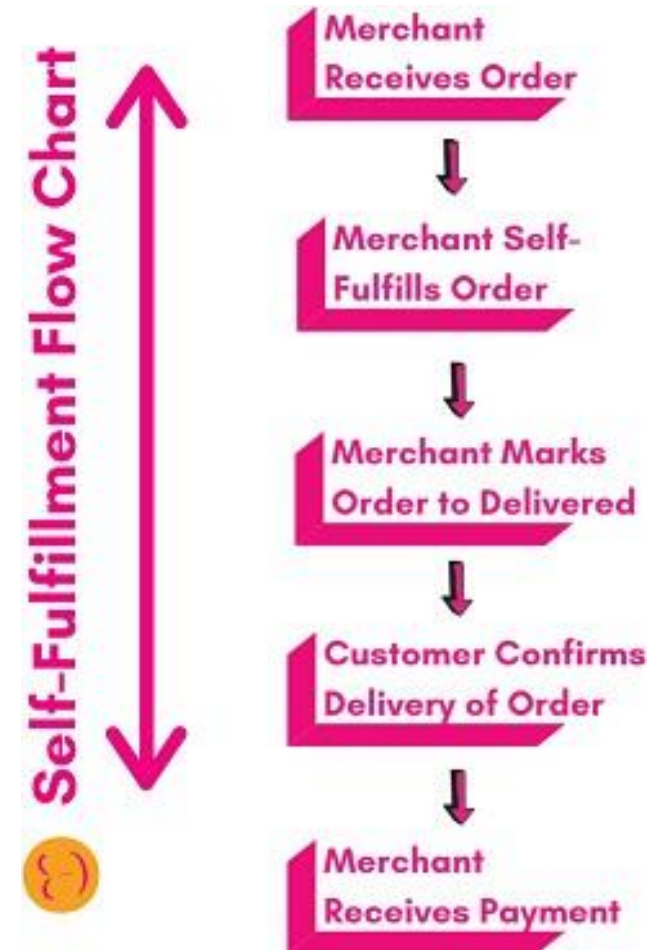 Self-Fulfillment Flow Chart
Merchant
Receives Order
Merchant Self-
Fulfills Order
Merchant Marks
Order to Delivered
Customer Confirms
Delivery of Order
Merchant
Receives Payment